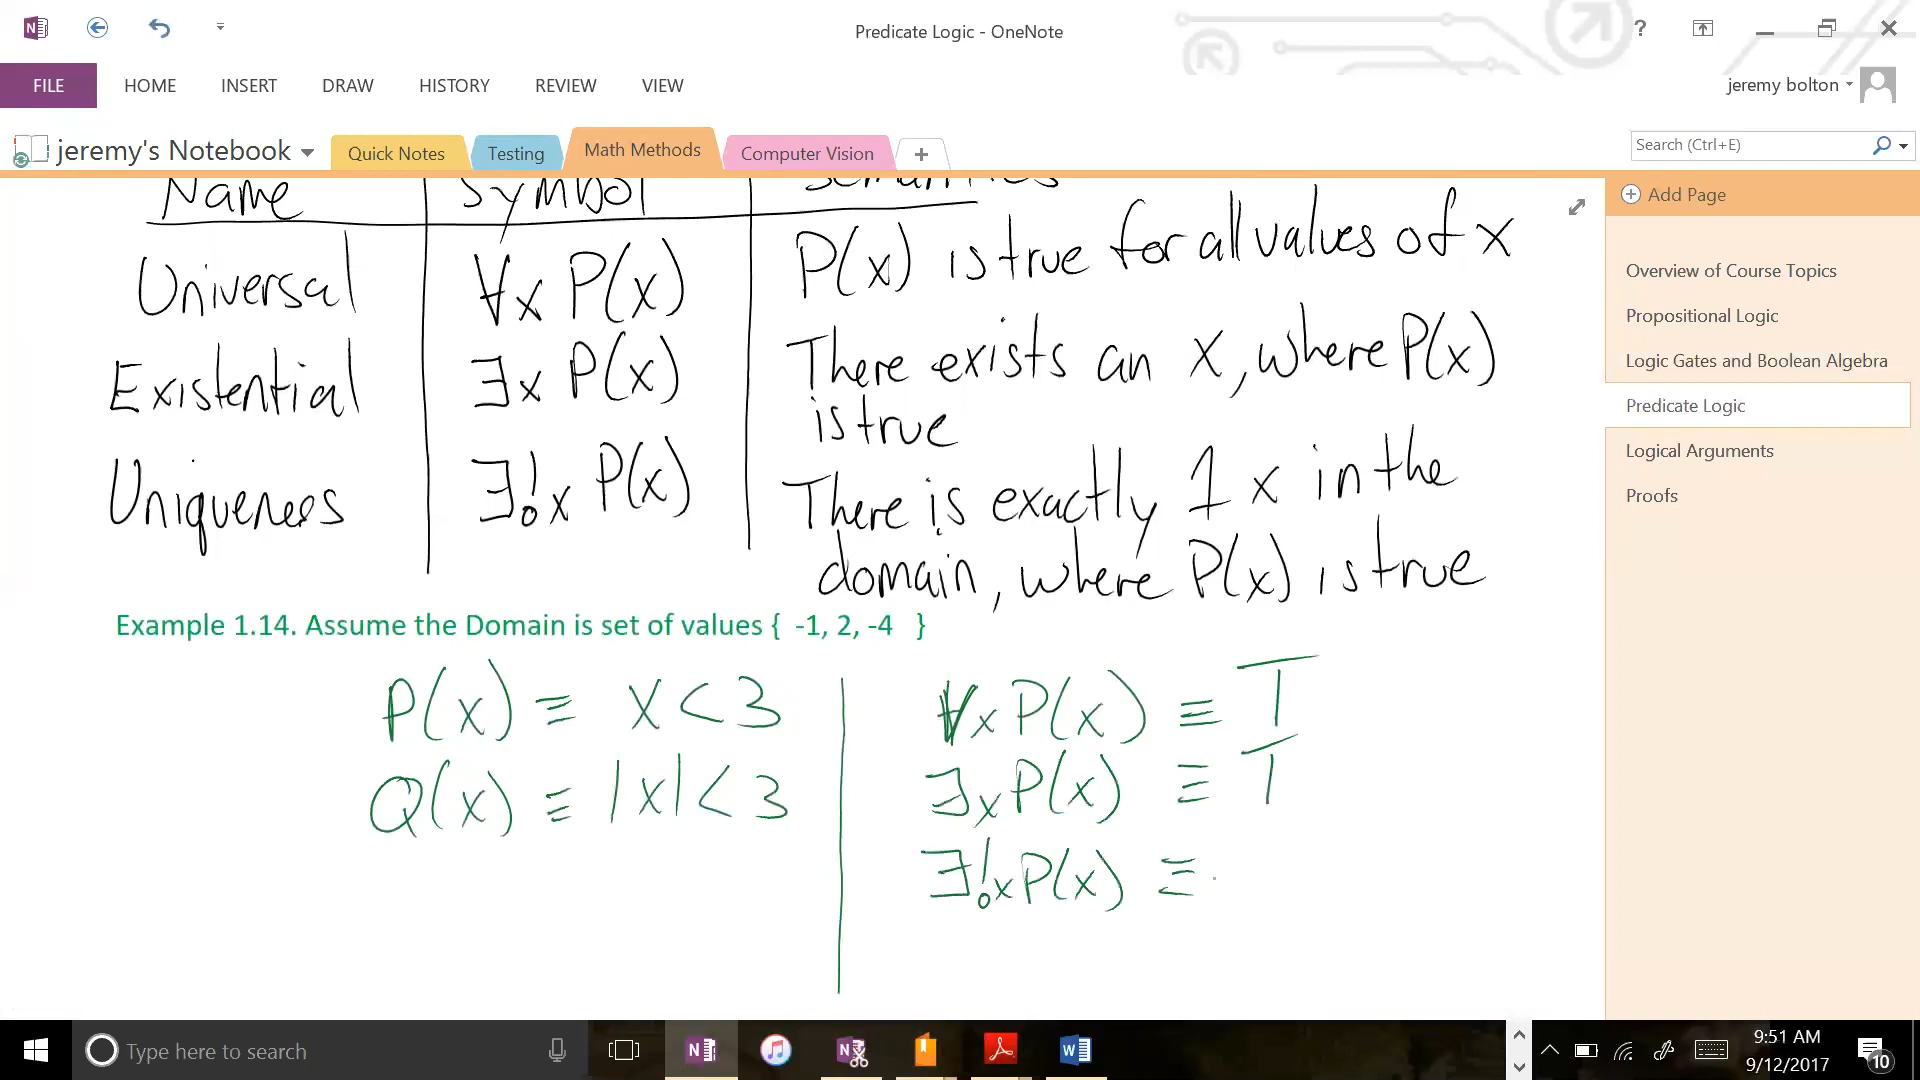 Predicate Logic - OneNote
?
FILE HOME INSERT DRAW HISTORY REVIEW VIEW
jeremy bolton
jeremy's Notebook
Quick Notes
Testing
Math Methods
Computer Vision
+
Search (Ctrl+E)
Name Symbol Semantics
Universal ∀x P(x) P(x) is true for all values of x
Existential ∃x P(x) There exists an x, where P(x)
is true
Uniqueness ∃!x P(x) There is exactly 1 x in the
domain, where P(x) is true
Example 1.14. Assume the Domain is set of values { -1, 2, -4 }
P(x) ≡ x < 3
Q(x) ≡ |x| < 3
∀x P(x) ≡ T
∃x P(x) ≡ T
∃!x P(x) ≡
Add Page
Overview of Course Topics
Propositional Logic
Logic Gates and Boolean Algebra
Predicate Logic
Logical Arguments
Proofs
Type here to search
9:51 AM
9/12/2017
10